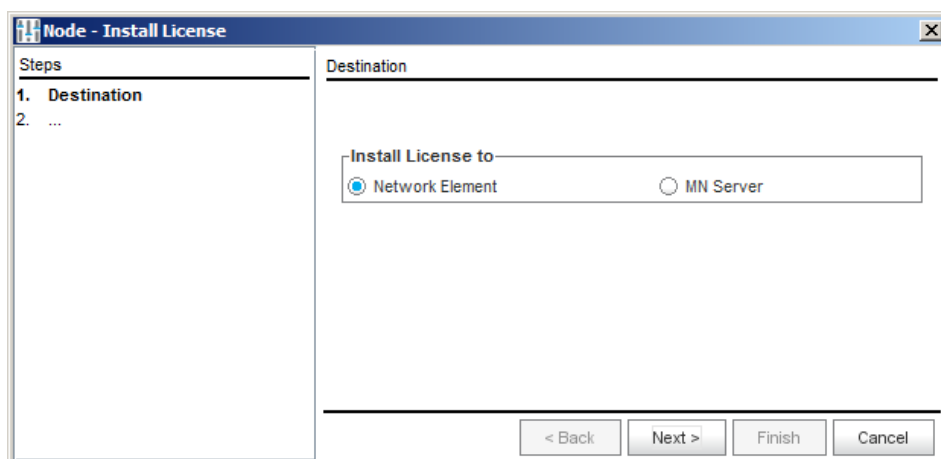 Node - Install License
Steps
1. Destination
2. ...
Destination
Install License to
Network Element
MN Server
< Back
Next >
Finish
Cancel